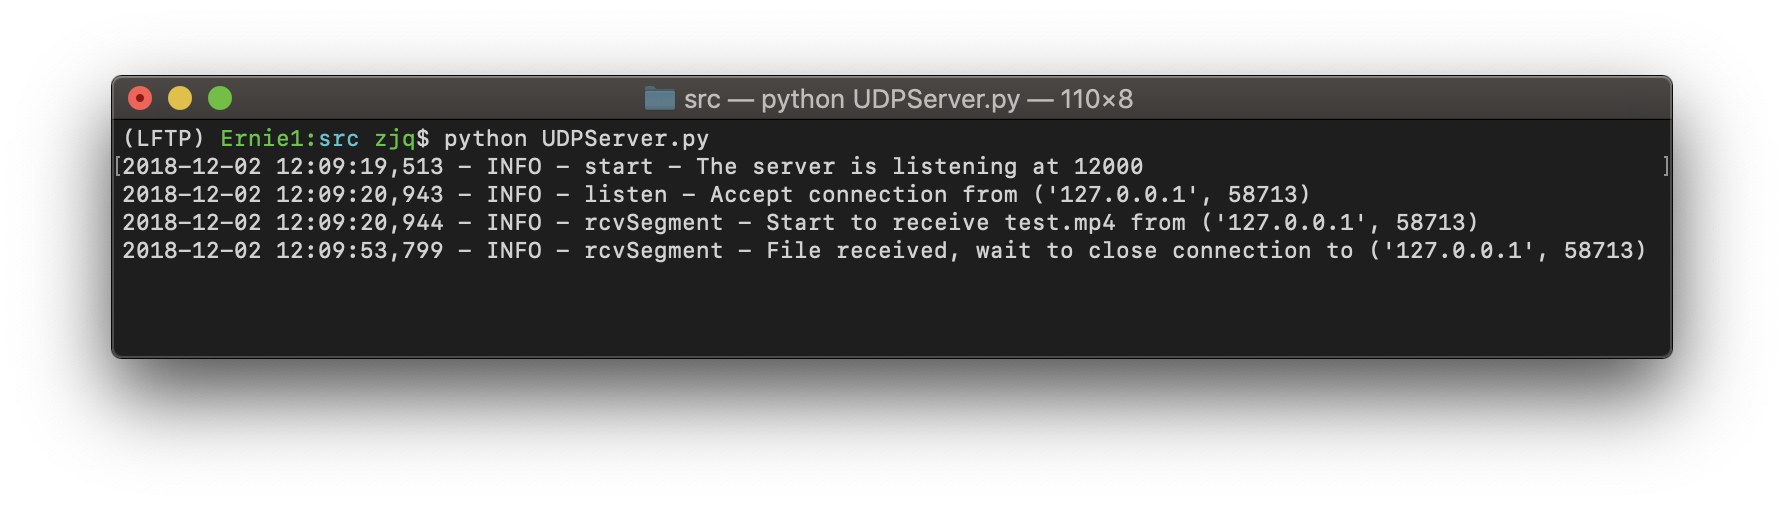 src — python UDPServer.py — 110×8
(LFTP) Ernie1:src zjq$ python UDPServer.py
[2018-12-02 12:09:19,513 - INFO - start - The server is listening at 12000 ]
2018-12-02 12:09:20,943 - INFO - listen - Accept connection from ('127.0.0.1', 58713)
2018-12-02 12:09:20,944 - INFO - rcvSegment - Start to receive test.mp4 from ('127.0.0.1', 58713)
2018-12-02 12:09:53,799 - INFO - rcvSegment - File received, wait to close connection to ('127.0.0.1', 58713)